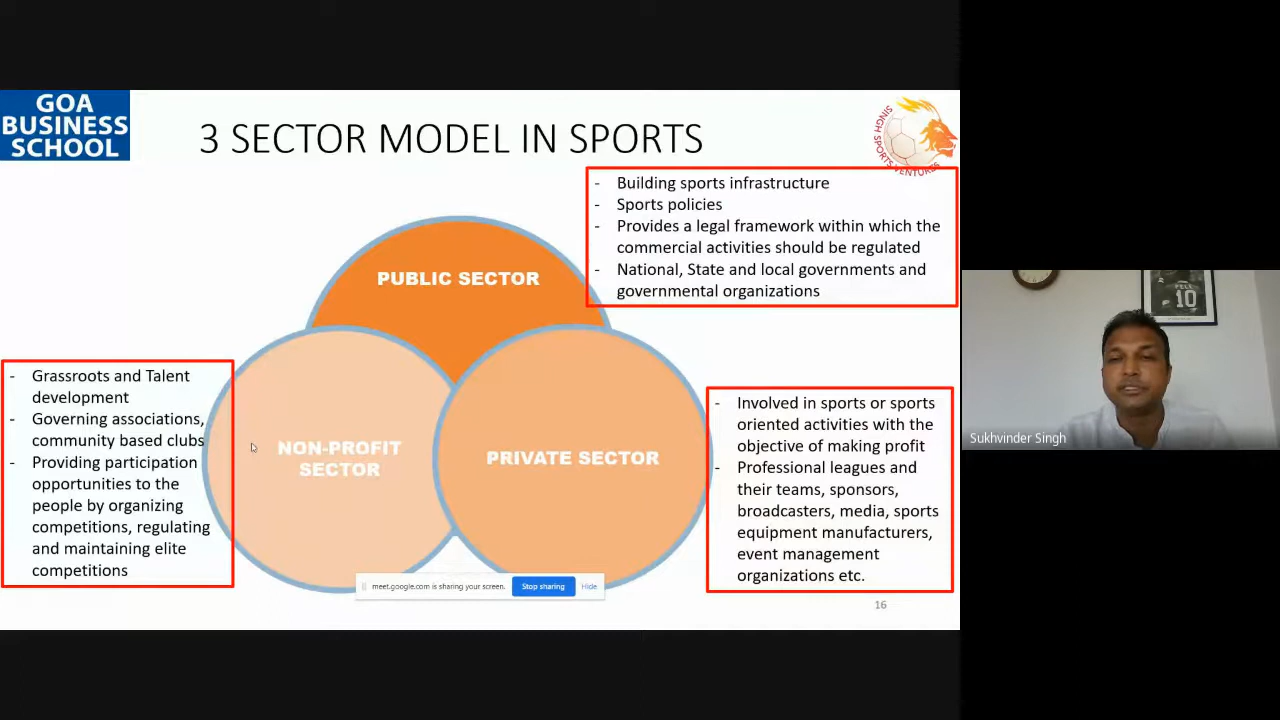 GOA
BUSINESS
SCHOOL
3 SECTOR MODEL IN SPORTS
SINGH SPORTS VENTURES
- Building sports infrastructure
- Sports policies
- Provides a legal framework within which the
commercial activities should be regulated
- National, State and local governments and
governmental organizations
PUBLIC SECTOR
- Grassroots and Talent
development
- Governing associations,
community based clubs
- Providing participation
opportunities to the
people by organizing
competitions, regulating
and maintaining elite
competitions
NON-PROFIT
SECTOR
PRIVATE SECTOR
- Involved in sports or sports
oriented activities with the
objective of making profit
- Professional leagues and
their teams, sponsors,
broadcasters, media, sports
equipment manufacturers,
event management
organizations etc.
meet.google.com is sharing your screen.
Stop sharing
Hide
16
PELE
10
Sukhvinder Singh